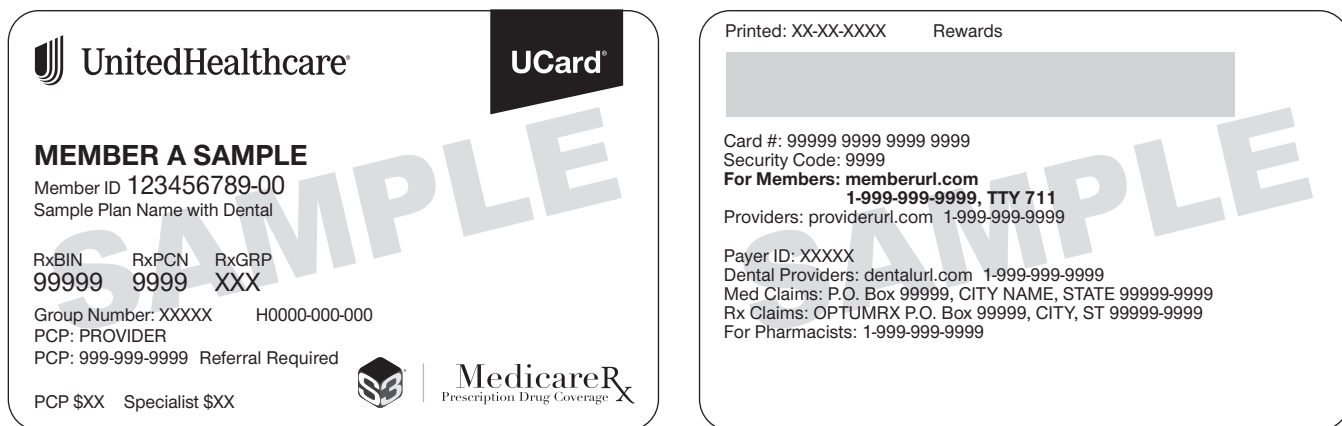 UnitedHealthcare®
UCard®
MEMBER A SAMPLE
Member ID 123456789-00
Sample Plan Name with Dental
RxBIN RxPCN RxGRP
99999 9999 XXX
Group Number: XXXXX H0000-000-000
PCP: PROVIDER
PCP: 999-999-9999 Referral Required
PCP $XX Specialist $XX
S3
MedicareRx
Prescription Drug Coverage
SAMPLE
Printed: XX-XX-XXXX Rewards
Card #: 99999 9999 9999 9999
Security Code: 9999
For Members: memberurl.com
1-999-999-9999, TTY 711
Providers: providerurl.com 1-999-999-9999
Payer ID: XXXXX
Dental Providers: dentalurl.com 1-999-999-9999
Med Claims: P.O. Box 99999, CITY NAME, STATE 99999-9999
Rx Claims: OPTUMRX P.O. Box 99999, CITY, ST 99999-9999
For Pharmacists: 1-999-999-9999
SAMPLE